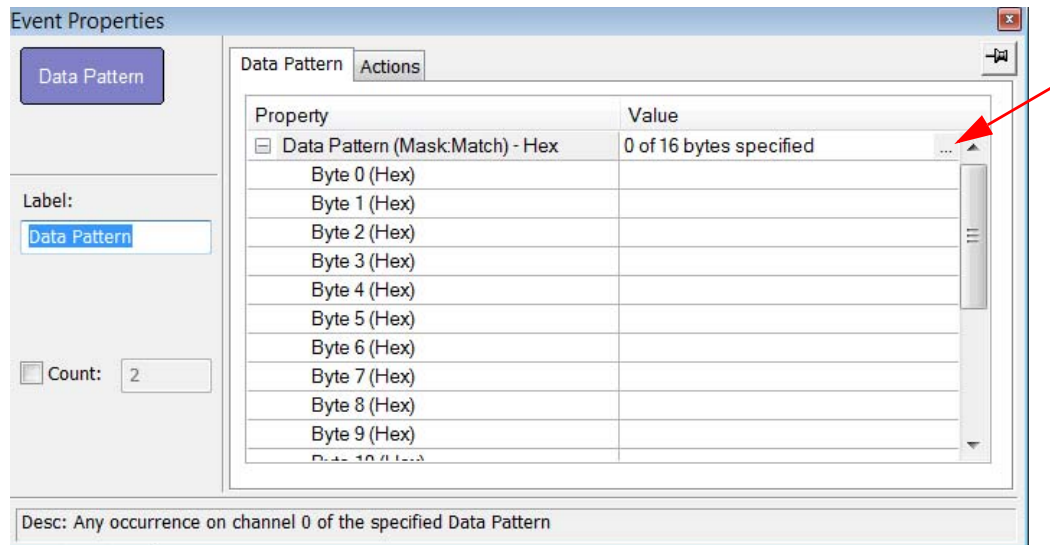 Event Properties
Data Pattern
Data Pattern Actions
Property Value
Data Pattern (Mask:Match) - Hex 0 of 16 bytes specified ...
Byte 0 (Hex)
Byte 1 (Hex)
Label:
Byte 2 (Hex)
Data Pattern
Byte 3 (Hex)
Byte 4 (Hex)
Byte 5 (Hex)
Byte 6 (Hex)
Count: 2
Byte 7 (Hex)
Byte 8 (Hex)
Byte 9 (Hex)
Desc: Any occurrence on channel 0 of the specified Data Pattern